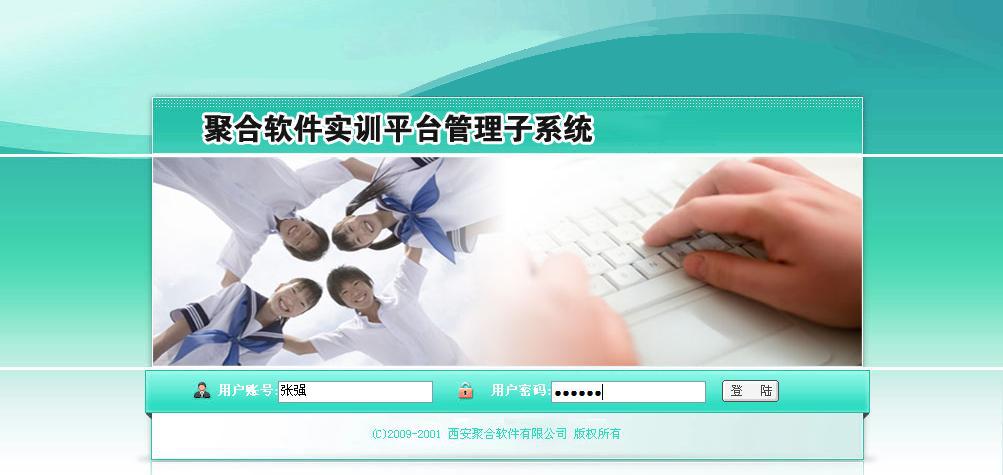 聚合软件实训平台管理子系统
用户账号:张强 用户密码:●●●●●● 登 陆
(C)2009-2001 西安聚合软件有限公司 版权所有